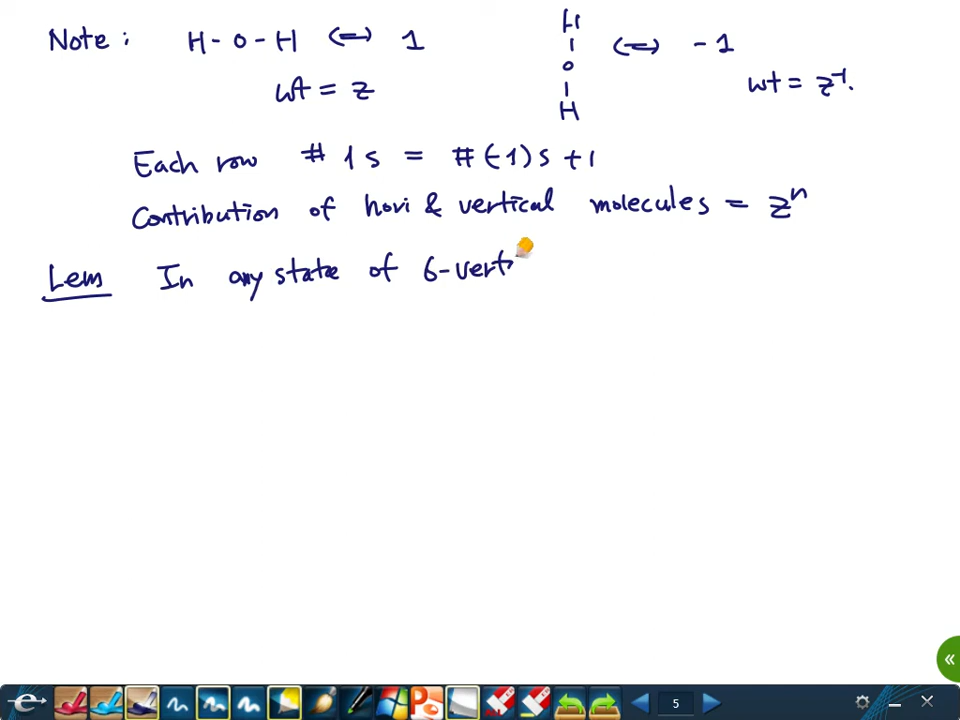 Note : H - O - H ⟺ 1
wt = z
H
|
O
|
H
⟺ -1
wt = z⁻¹.
Each row # 1s = # (-1)s + 1
Contribution of hori & vertical molecules = zⁿ
Lem In any state of 6-vert
5